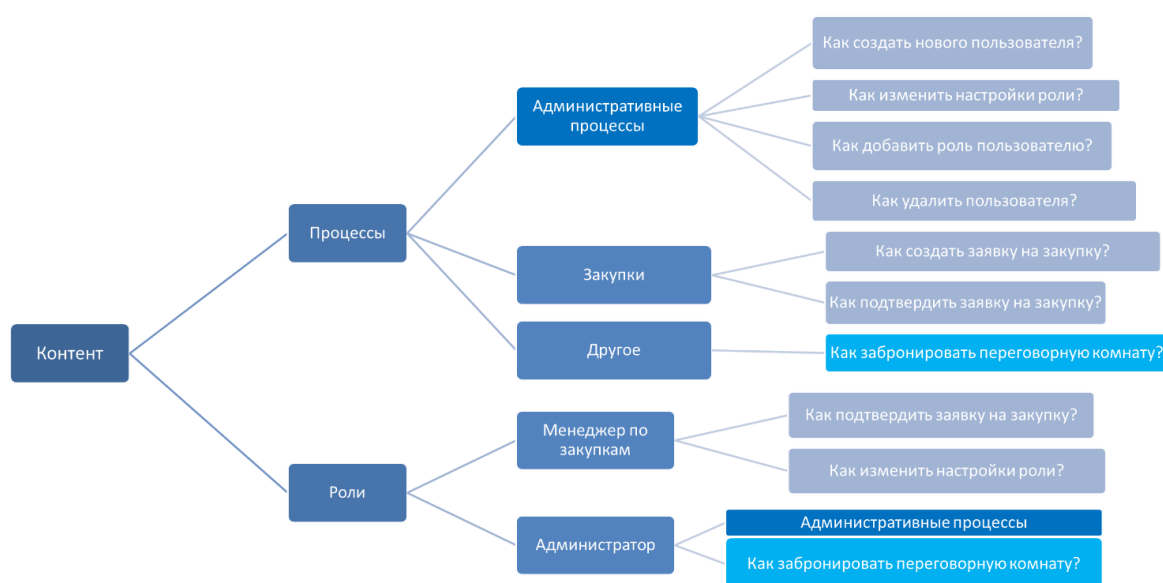 Контент
Процессы
Административные
процессы
Как создать нового пользователя?
Как изменить настройки роли?
Как добавить роль пользователю?
Как удалить пользователя?
Закупки
Как создать заявку на закупку?
Как подтвердить заявку на закупку?
Другое
Как забронировать переговорную комнату?
Роли
Менеджер по
закупкам
Как подтвердить заявку на закупку?
Как изменить настройки роли?
Администратор
Административные процессы
Как забронировать переговорную комнату?